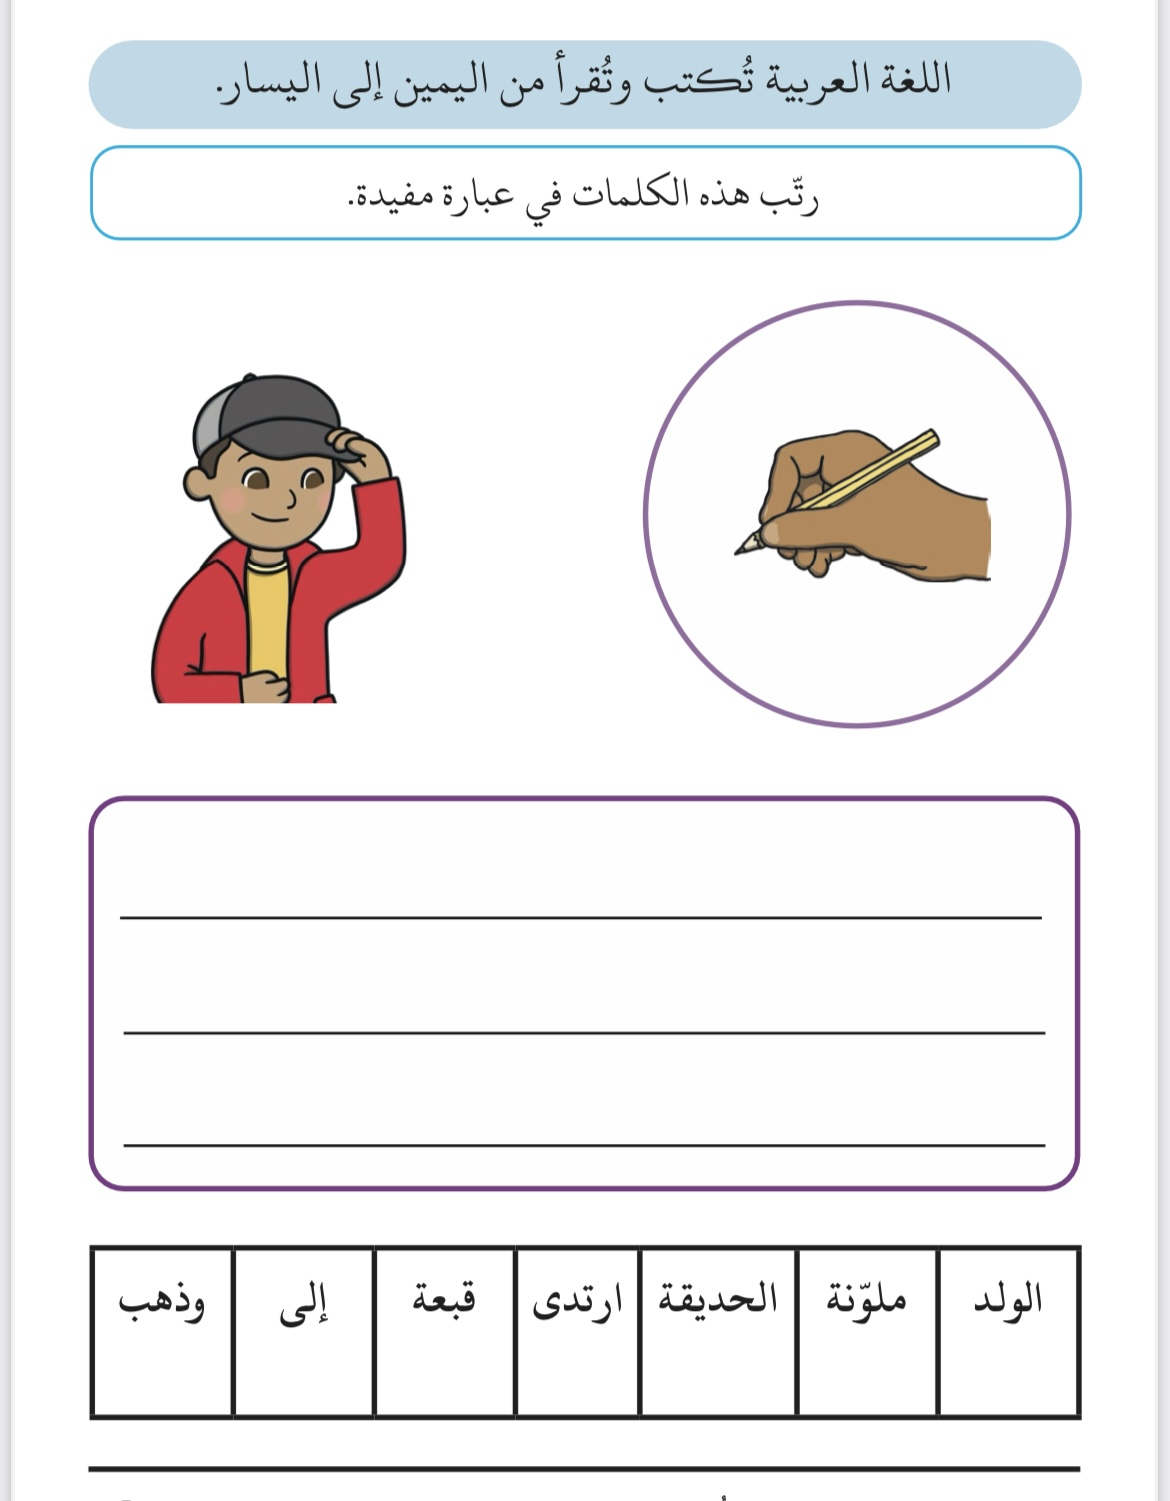 اللغة العربية تُكتب وتُقرأ من اليمين إلى اليسار.
رتّب هذه الكلمات في عبارة مفيدة.
الولد ملوّنة الحديقة ارتدى قبعة إلى وذهب